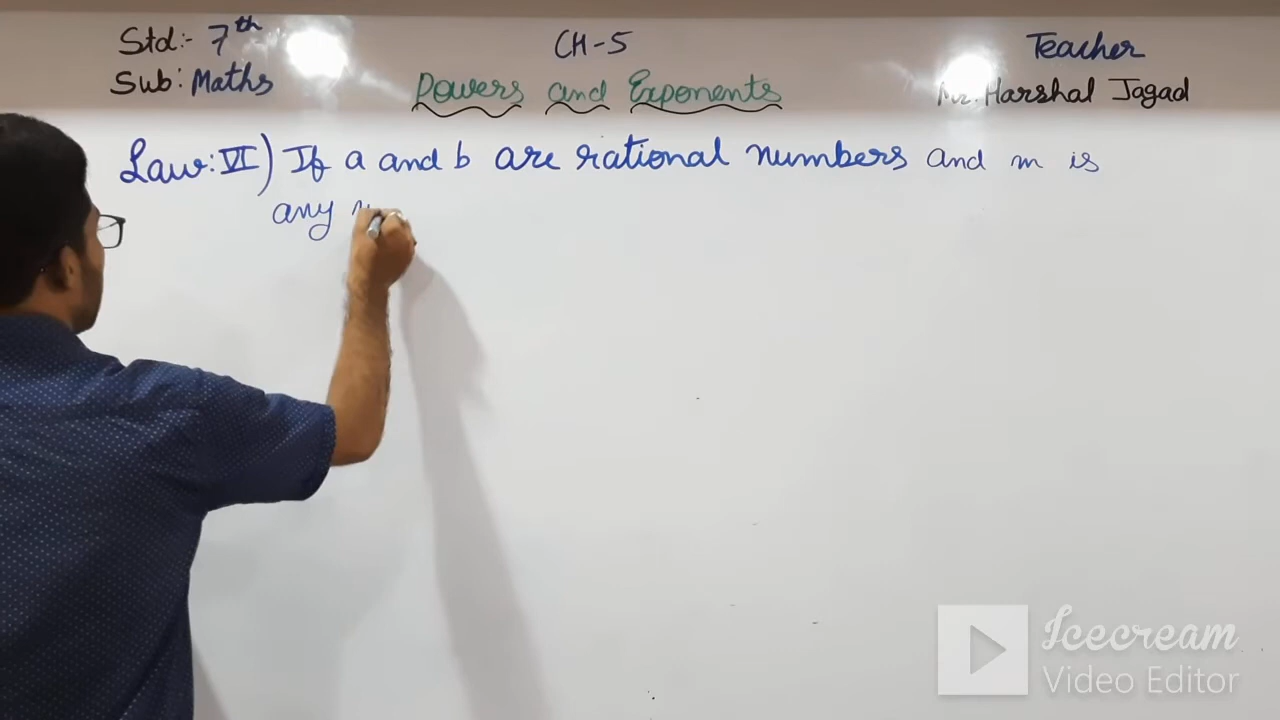 Std:- 7th
Sub: Maths
CH-5
Powers and Exponents
Teacher
Mr. Harshal Jagad
Law: VI) If a and b are rational numbers and m is
any
Icecream
Video Editor